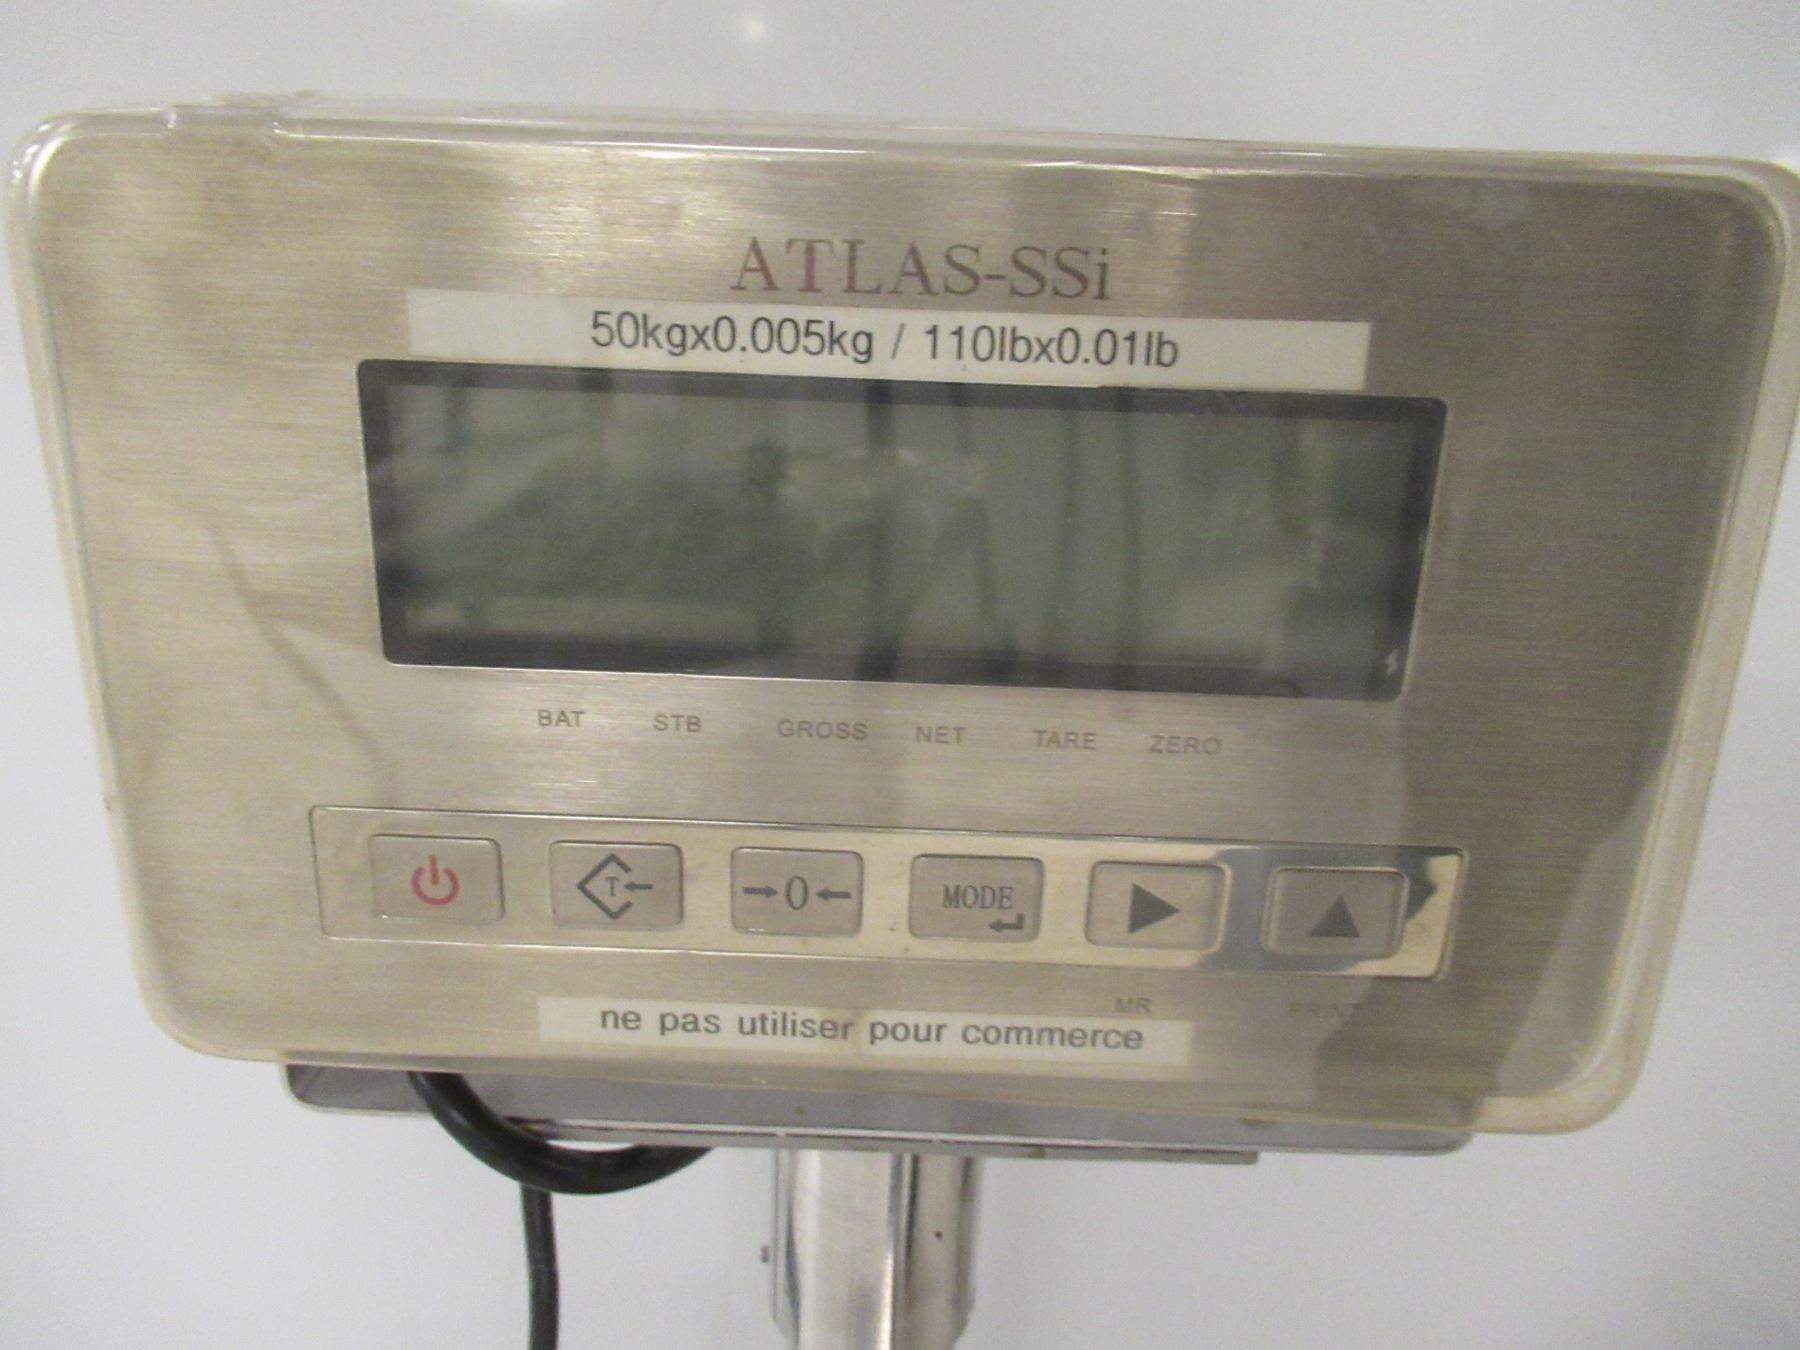 ATLAS-SSi
50kgx0.005kg / 110lbx0.01lb
BAT STB GROSS NET TARE ZERO
T 0 MODE
MR PRINT
ne pas utiliser pour commerce